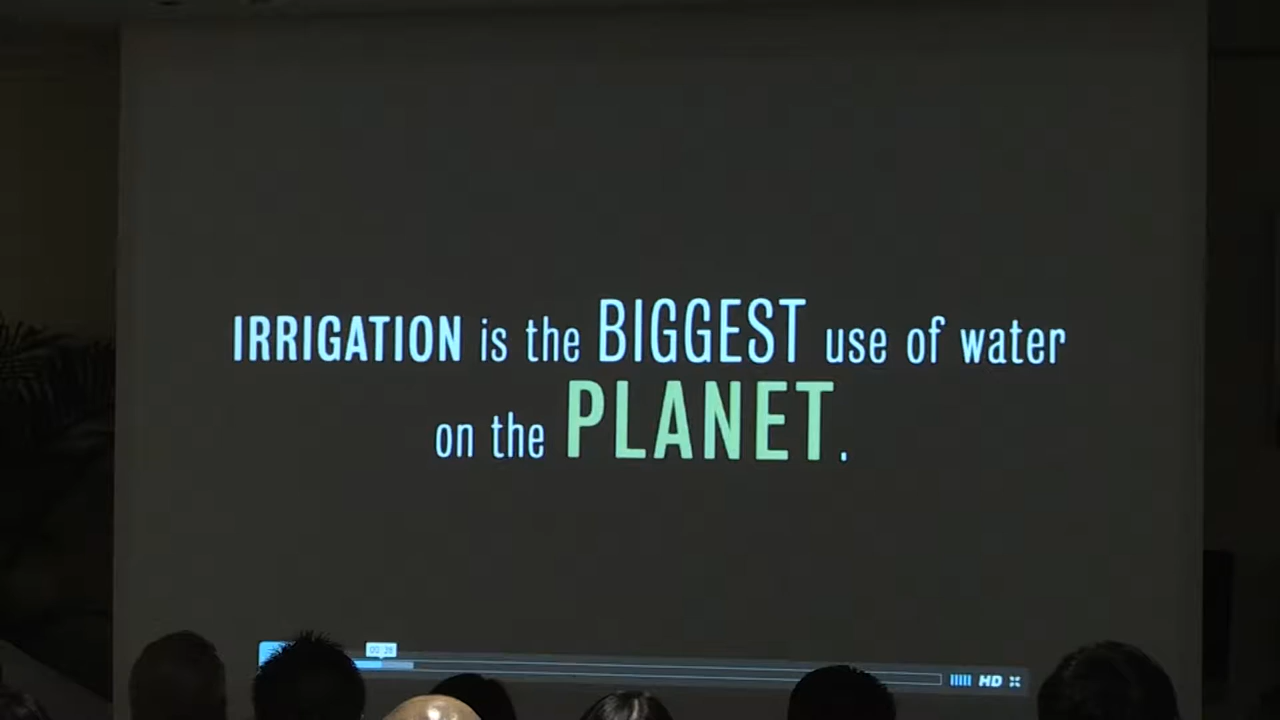 IRRIGATION is the BIGGEST use of water
on the PLANET.
HD